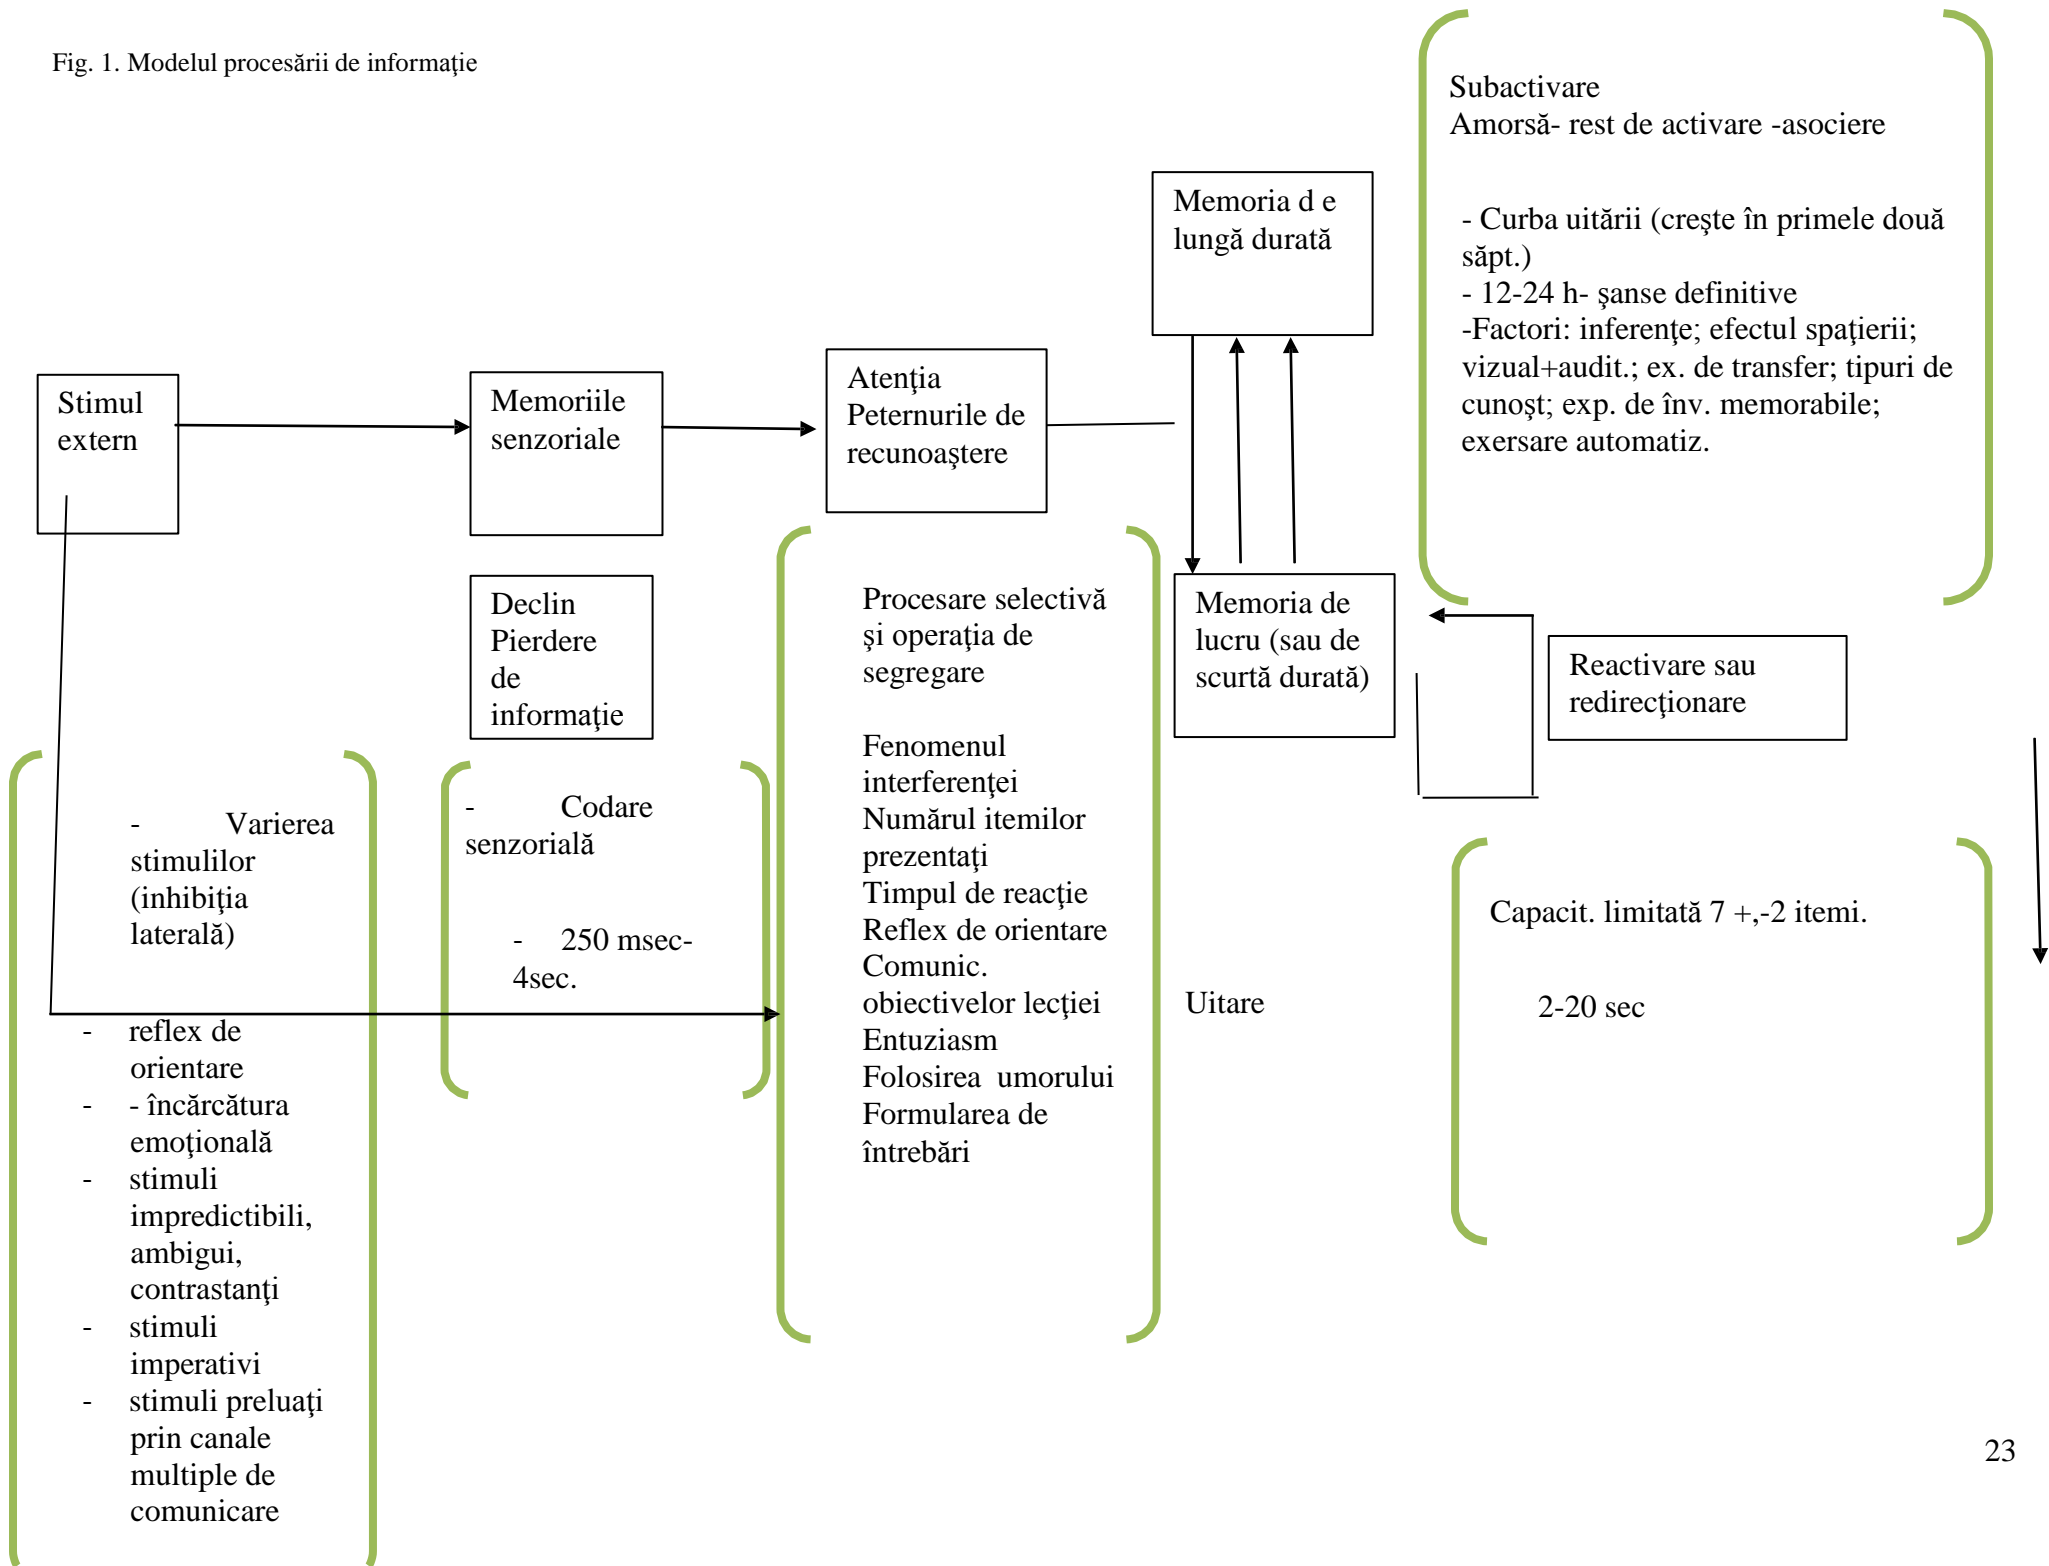 Fig. 1. Modelul procesării de informaţie
Subactivare
Amorsă- rest de activare -asociere
- Curba uitării (creşte în primele două
săpt.)
- 12-24 h- şanse definitive
-Factori: inferenţe; efectul spaţierii;
vizual+audit.; ex. de transfer; tipuri de
cunoşt; exp. de înv. memorabile;
exersare automatiz.
Memoria d e
lungă durată
Stimul
extern
Memoriile
senzoriale
Atenţia
Peternurile de
recunoaştere
Declin
Pierdere
de
informaţie
Procesare selectivă
şi operaţia de
segregare
Fenomenul
interferenţei
Numărul itemilor
prezentaţi
Timpul de reacţie
Reflex de orientare
Comunic.
obiectivelor lecţiei
Entuziasm
Folosirea  umorului
Formularea de
întrebări
Memoria de
lucru (sau de
scurtă durată)
Reactivare sau
redirecţionare
- Varierea
stimulilor
(inhibiţia
laterală)
- reflex de
orientare
- - încărcătura
emoţională
- stimuli
impredictibili,
ambigui,
contrastanţi
- stimuli
imperativi
- stimuli preluaţi
prin canale
multiple de
comunicare
- Codare
senzorială
- 250 msec-
4sec.
Uitare
Capacit. limitată 7 +,-2 itemi.
2-20 sec
23